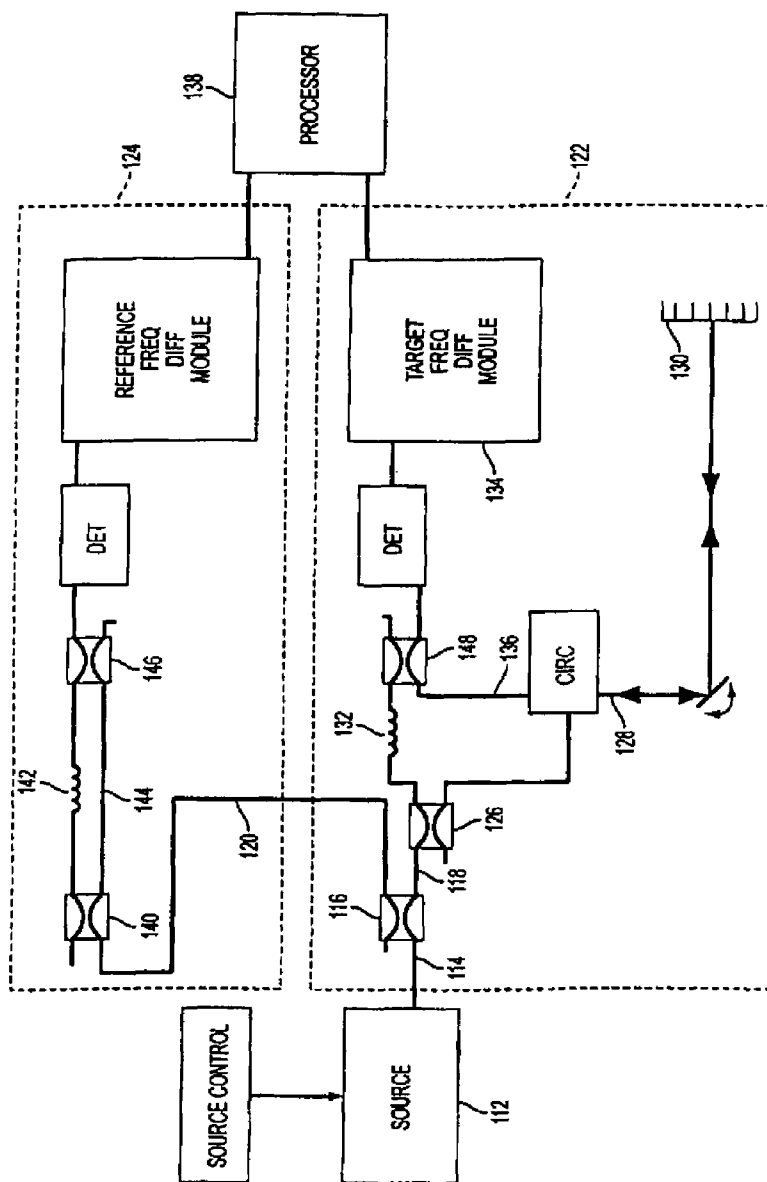 138
PROCESSOR
124
122
REFERENCE
FREQ
DIFF
MODULE
TARGET
FREQ
DIFF
MODULE
134
130
DET
DET
146
148
136
CIRC
128
142
144
132
120
126
118
116
140
114
SOURCE CONTROL
SOURCE
112